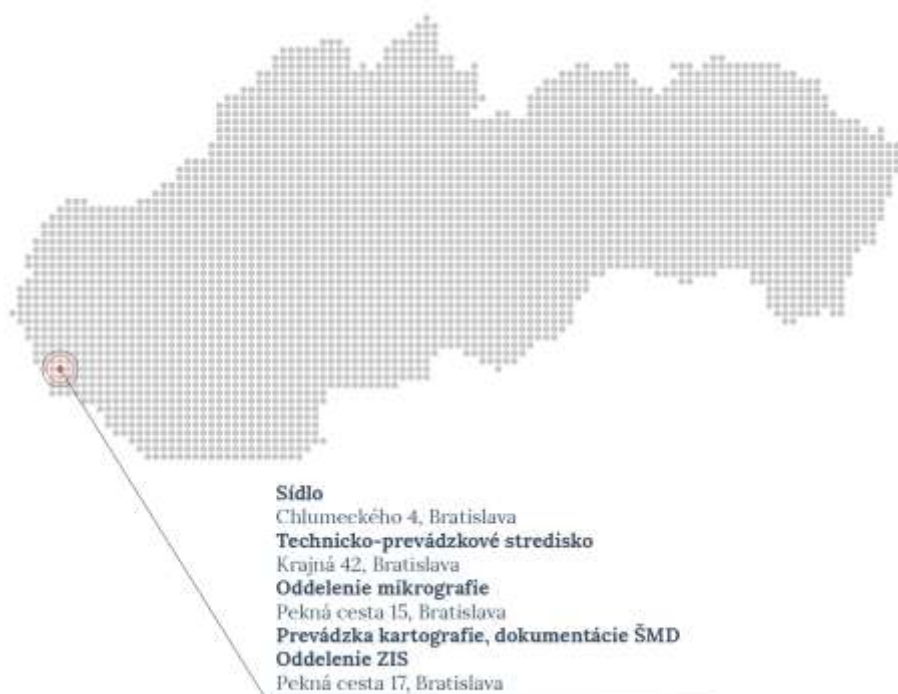 Sídlo
Chlumeckého 4, Bratislava
Technicko-prevádzkové stredisko
Krajná 42, Bratislava
Oddelenie mikrografie
Pekná cesta 15, Bratislava
Prevádzka kartografie, dokumentácie ŠMD
Oddelenie ZIS
Pekná cesta 17, Bratislava